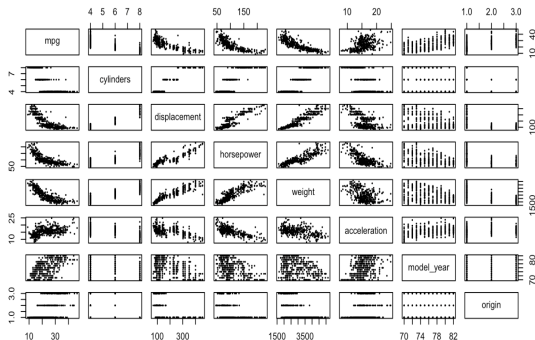 4 6 8 50 150 10 20 1.0 2.0 3.0
mpg
10 40
cylinders
4 7
displacement
100
horsepower
50
weight
1500
acceleration
10 25
model_year
70 80
origin
1.0 3.0
10 30 100 300 1500 3500 70 74 78 82